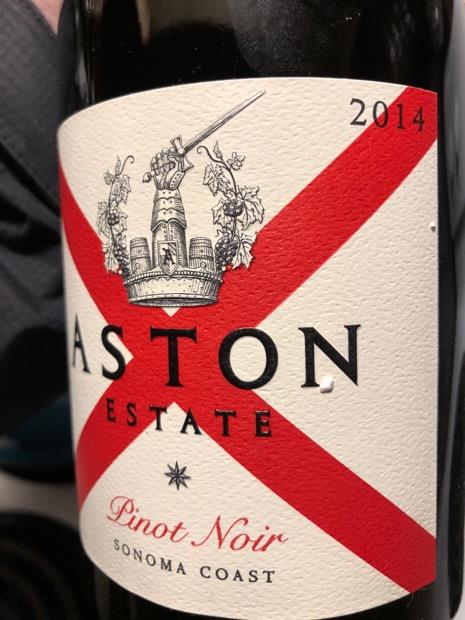 2014
ASTON
ESTATE
Pinot Noir
SONOMA COAST